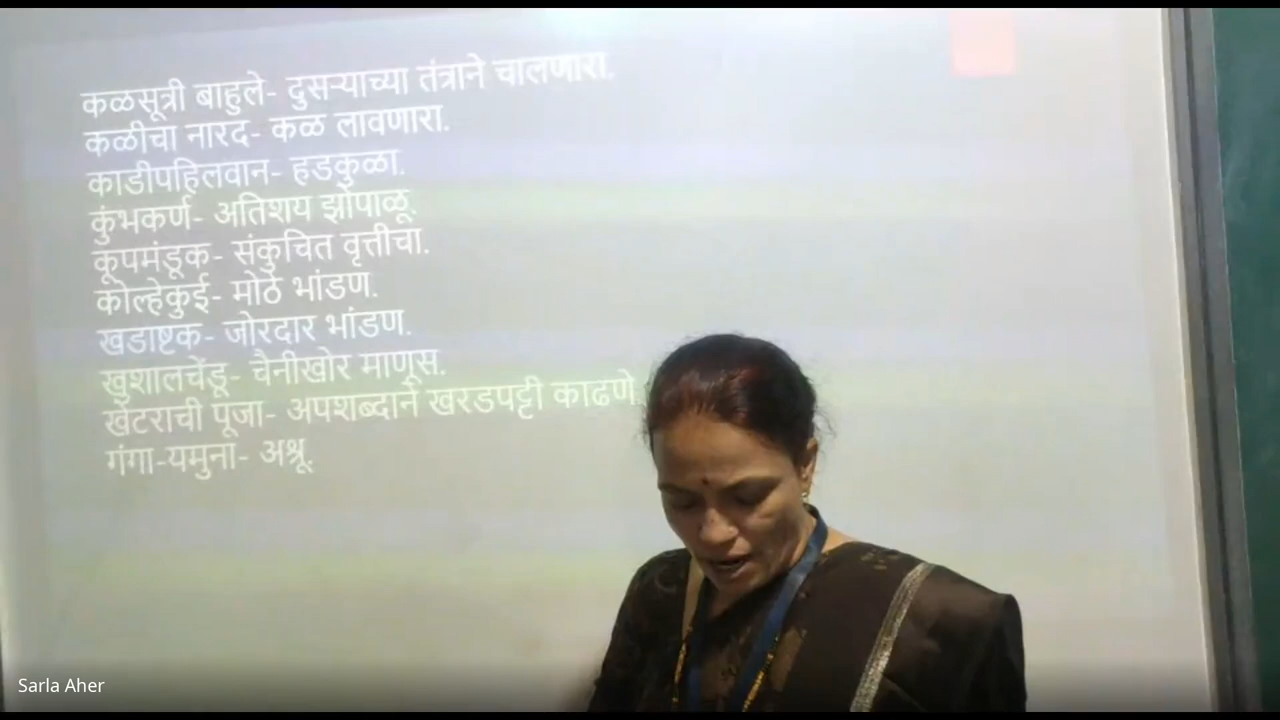 कळसूत्री बाहुले- दुसऱ्याच्या तंत्राने चालणारा.
कळीचा नारद- कळ लावणारा.
काडीपहिलवान- हडकुळा.
कुंभकर्ण- अतिशय झोपाळू.
कूपमंडूक- संकुचित वृत्तीचा.
कोल्हेकुई- मोठे भांडण.
खडाष्टक- जोरदार भांडण.
खुशालचेंडू- चैनीखोर माणूस.
खेटराची पूजा- अपशब्दाने खरडपट्टी काढणे.
गंगा-यमुना- अश्रू.
Sarla Aher